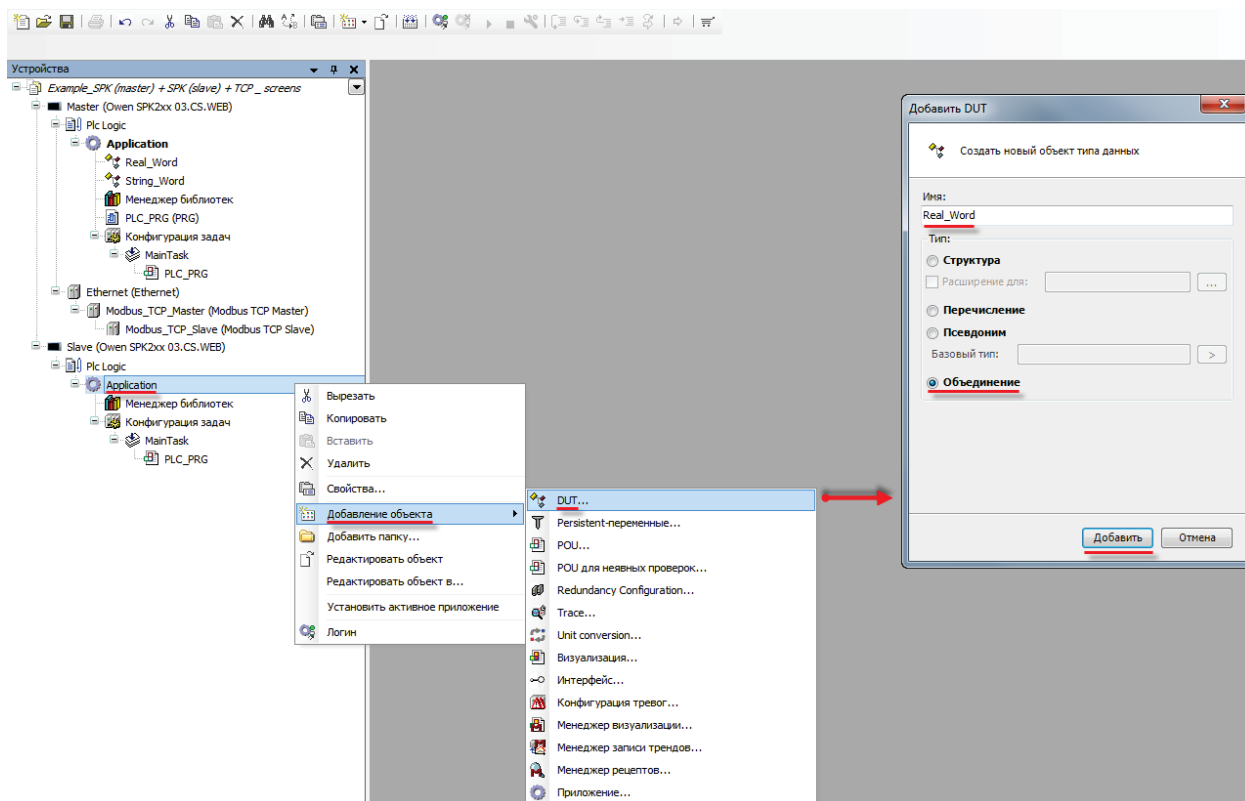 Устройства
Example_SPK (master) + SPK (slave) + TCP _ screens
Master (Owen SPK2xx 03.CS.WEB)
Plc Logic
Application
Real_Word
String_Word
Менеджер библиотек
PLC_PRG (PRG)
Конфигурация задач
MainTask
PLC_PRG
Ethernet (Ethernet)
Modbus_TCP_Master (Modbus TCP Master)
Modbus_TCP_Slave (Modbus TCP Slave)
Slave (Owen SPK2xx 03.CS.WEB)
Plc Logic
Application
Менеджер библиотек
Конфигурация задач
MainTask
PLC_PRG
Вырезать
Копировать
Вставить
Удалить
Свойства...
Добавление объекта
Добавить папку...
Редактировать объект
Редактировать объект в...
Установить активное приложение
Логин
DUT...
Persistent-переменные...
POU...
POU для неявных проверок...
Redundancy Configuration...
Trace...
Unit conversion...
Визуализация...
Интерфейс...
Конфигурация тревог...
Менеджер визуализации...
Менеджер записи трендов...
Менеджер рецептов...
Приложение...
Добавить DUT
Создать новый объект типа данных
Имя:
Real_Word
Тип:
Структура
Расширение для:
...
Перечисление
Псевдоним
Базовый тип:
>
Объединение
Добавить
Отмена